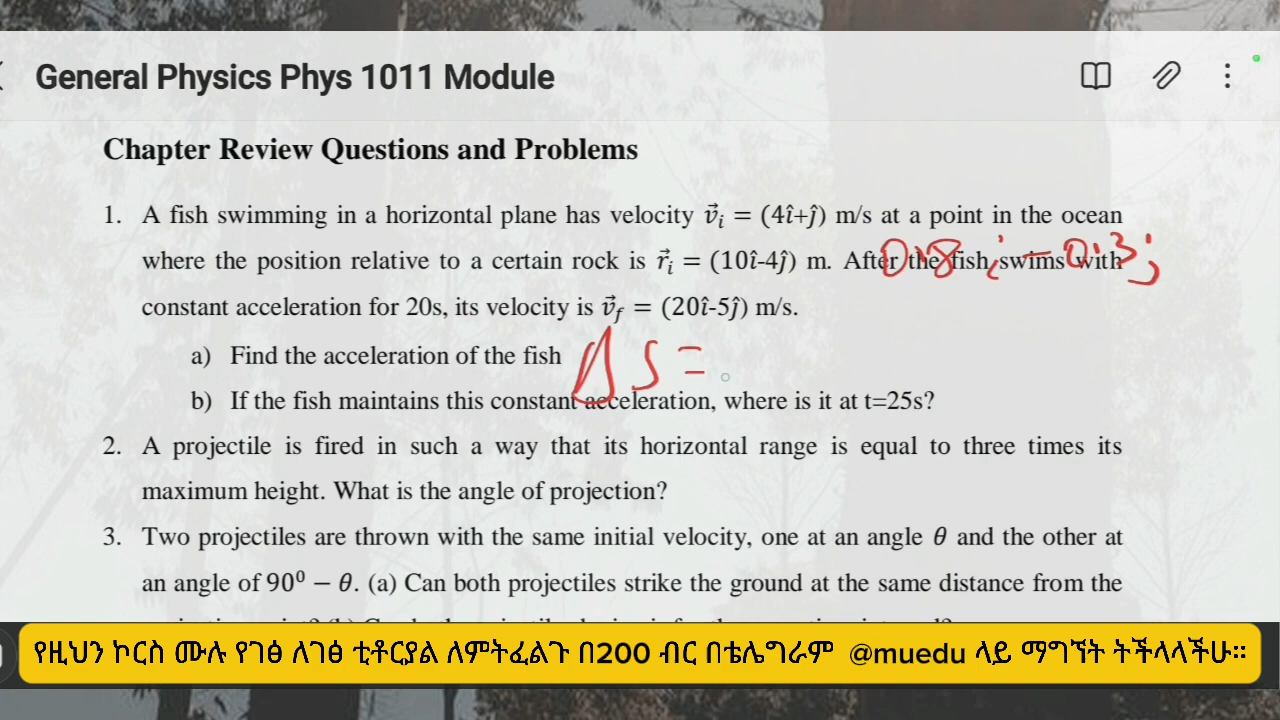 General Physics Phys 1011 Module
Chapter Review Questions and Problems
1. A fish swimming in a horizontal plane has velocity v⃗ᵢ = (4î+ĵ) m/s at a point in the ocean
where the position relative to a certain rock is r⃗ᵢ = (10î-4ĵ) m. After the fish swims with
0.8i - 0.3j
constant acceleration for 20s, its velocity is v⃗f = (20î-5ĵ) m/s.
a) Find the acceleration of the fish
Δs =
b) If the fish maintains this constant acceleration, where is it at t=25s?
2. A projectile is fired in such a way that its horizontal range is equal to three times its
maximum height. What is the angle of projection?
3. Two projectiles are thrown with the same initial velocity, one at an angle θ and the other at
an angle of 90⁰ − θ. (a) Can both projectiles strike the ground at the same distance from the
የዚህን ኮርስ ሙሉ የገፅ ለገፅ ቲቶርያል ለምትፈልጉ በ200 ብር በቴሌግራም @muedu ላይ ማግኘት ትችላላችሁ።